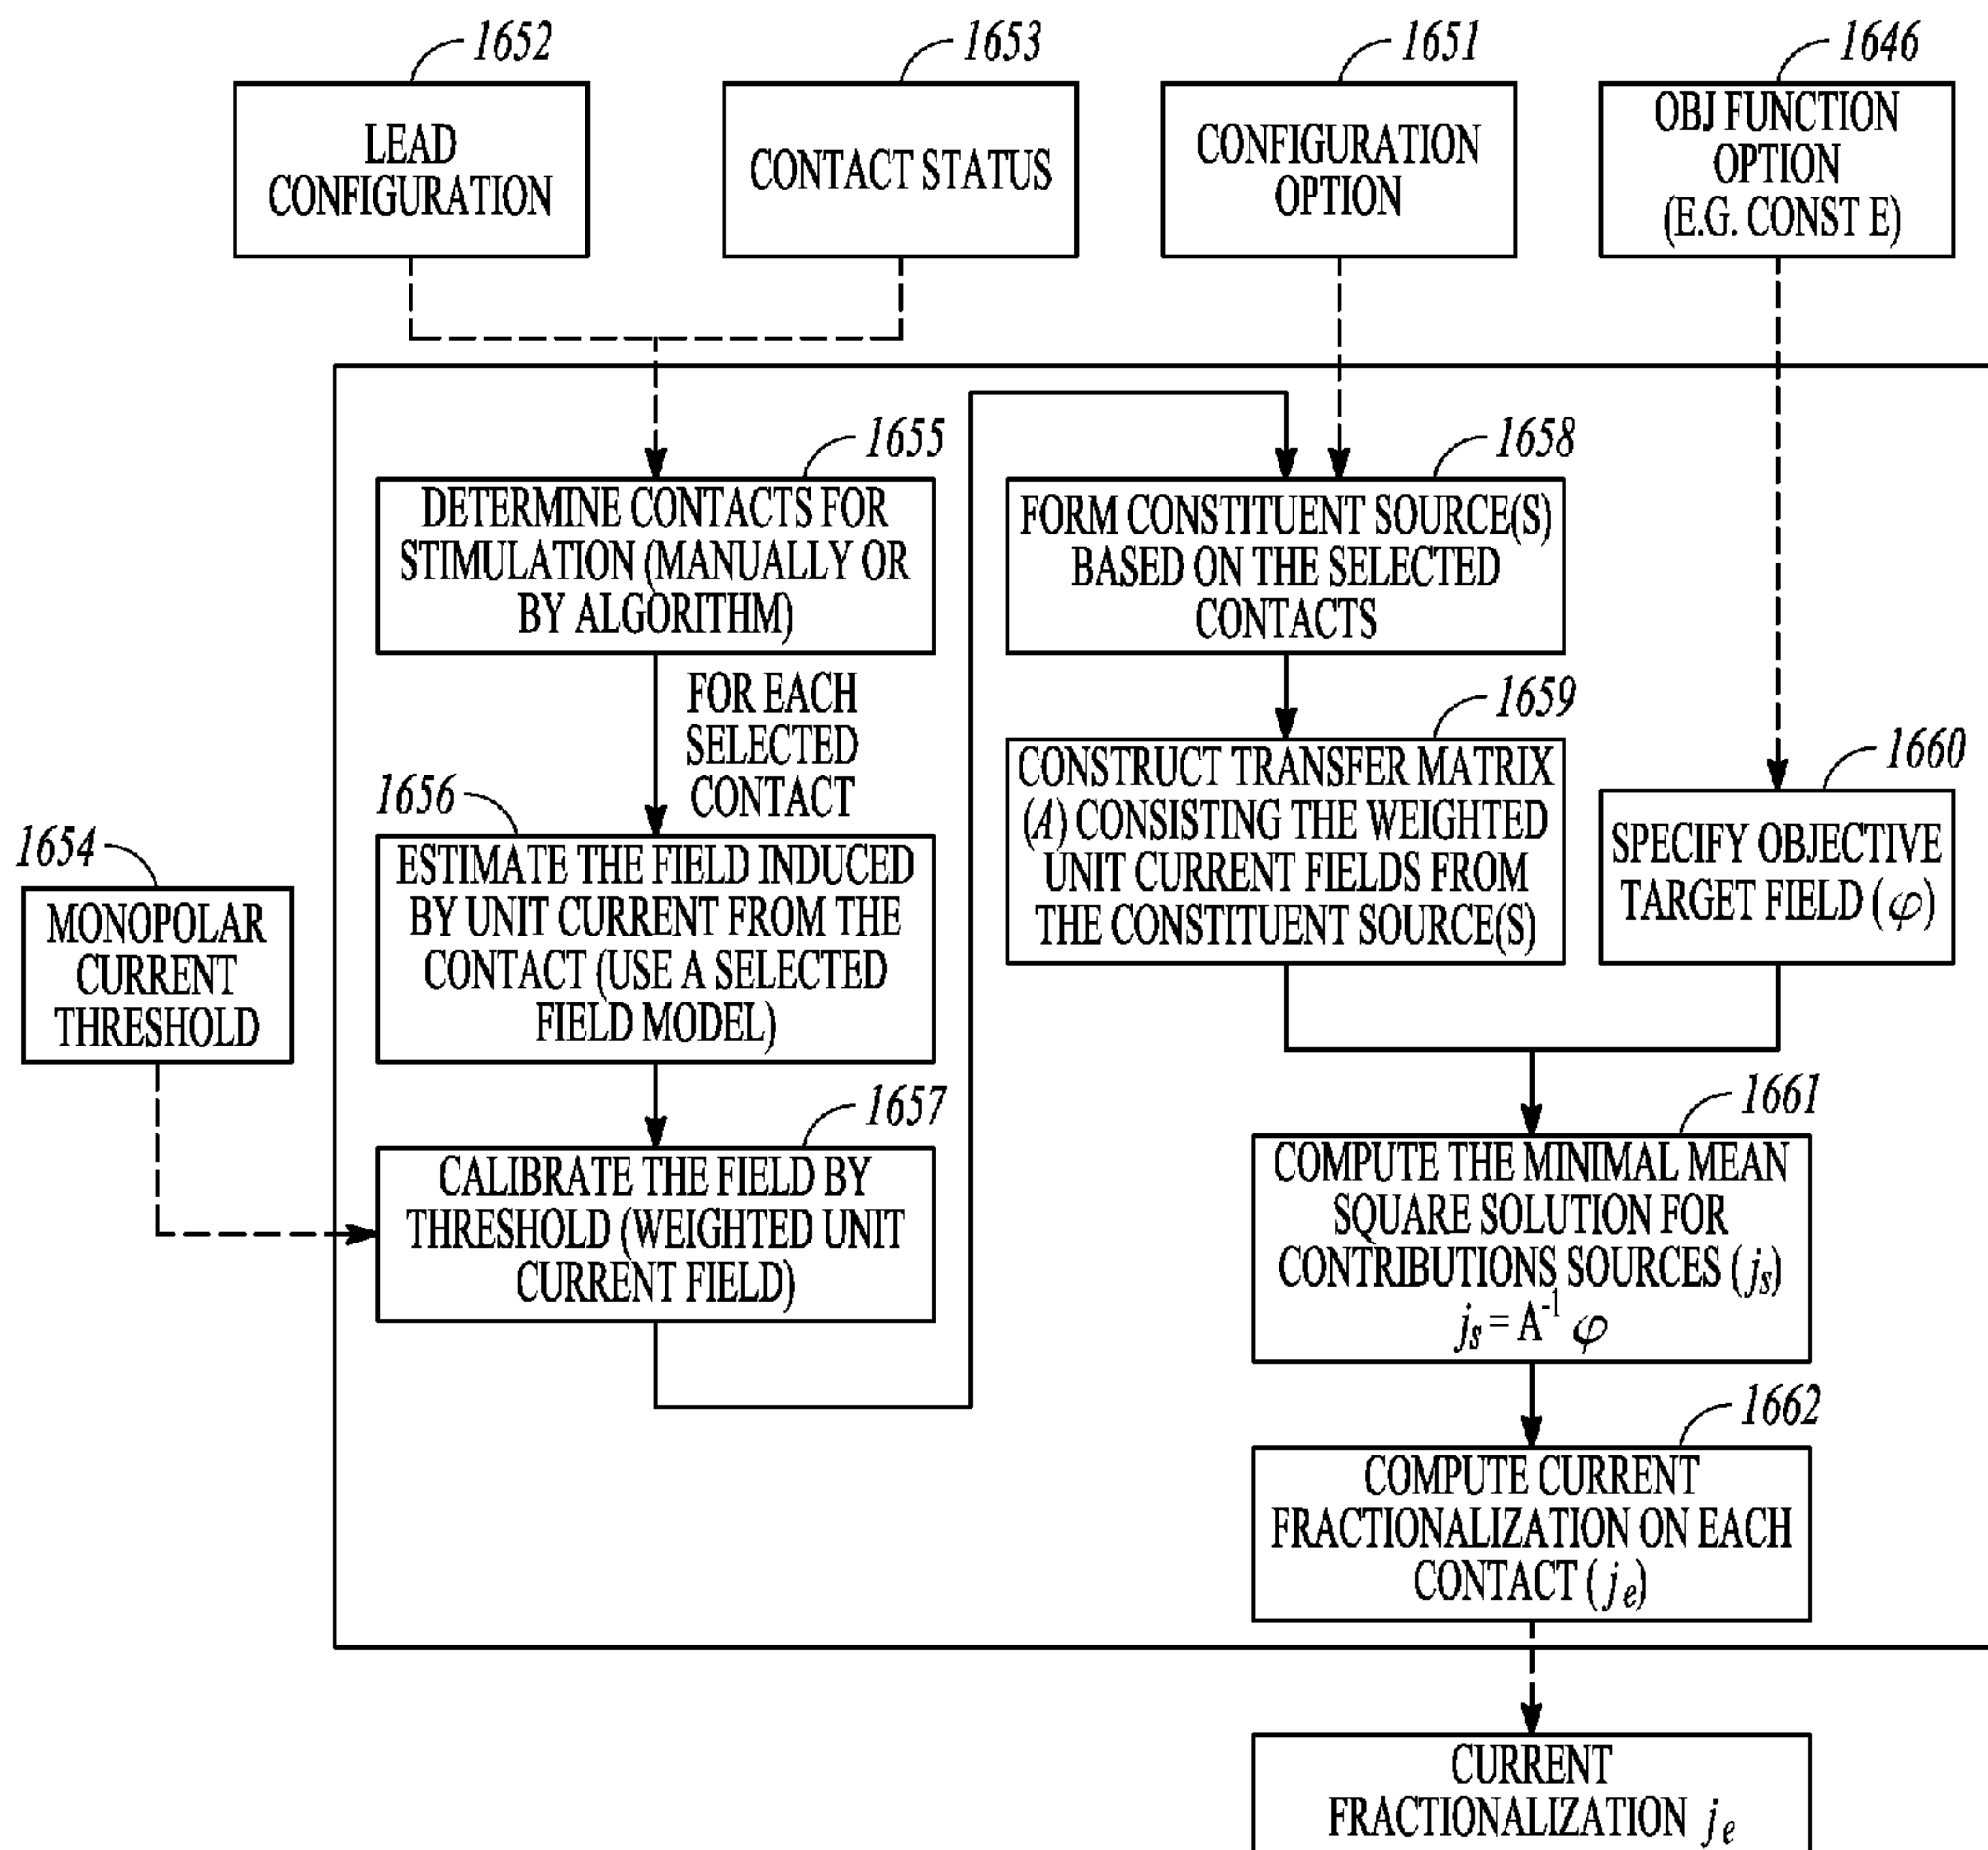 1652
1653
1651
1646
LEAD
CONFIGURATION
CONTACT STATUS
CONFIGURATION
OPTION
OBJ FUNCTION
OPTION
(E.G. CONST E)
1655
DETERMINE CONTACTS FOR
STIMULATION (MANUALLY OR
BY ALGORITHM)
FOR EACH
SELECTED
CONTACT
1656
ESTIMATE THE FIELD INDUCED
BY UNIT CURRENT FROM THE
CONTACT (USE A SELECTED
FIELD MODEL)
1654
MONOPOLAR
CURRENT
THRESHOLD
1657
CALIBRATE THE FIELD BY
THRESHOLD (WEIGHTED UNIT
CURRENT FIELD)
1658
FORM CONSTITUENT SOURCE(S)
BASED ON THE SELECTED
CONTACTS
1659
CONSTRUCT TRANSFER MATRIX
(A) CONSISTING THE WEIGHTED
UNIT CURRENT FIELDS FROM
THE CONSTITUENT SOURCE(S)
1660
SPECIFY OBJECTIVE
TARGET FIELD (φ)
1661
COMPUTE THE MINIMAL MEAN
SQUARE SOLUTION FOR
CONTRIBUTIONS SOURCES (jₛ)
jₛ = A⁻¹ φ
1662
COMPUTE CURRENT
FRACTIONALIZATION ON EACH
CONTACT (jₑ)
CURRENT
FRACTIONALIZATION jₑ